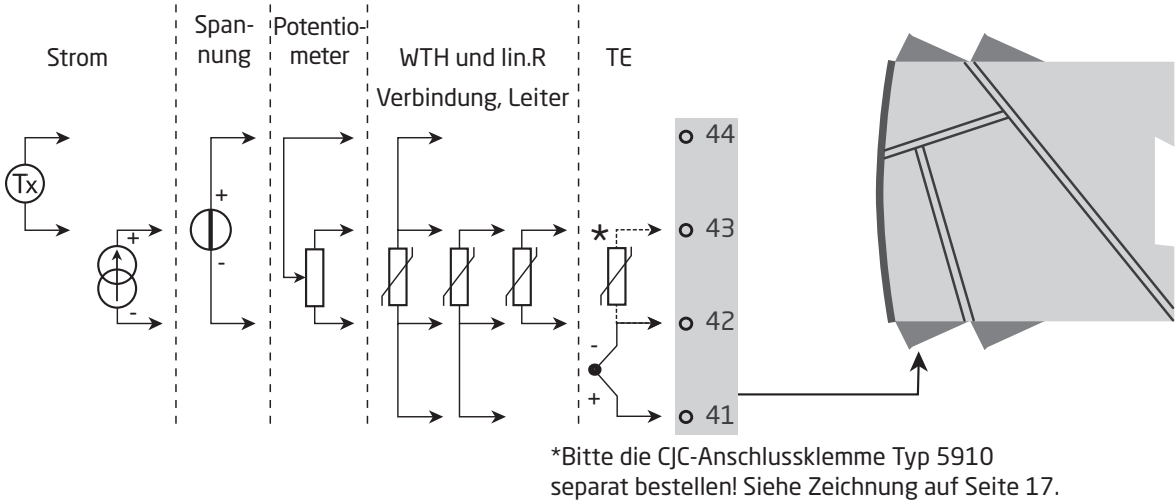 Strom
Span-
nung
Potentio-
meter
WTH und lin.R
Verbindung, Leiter
TE
Tx
+
-
+
-
*
-
+
44
43
42
41
*Bitte die CJC-Anschlussklemme Typ 5910
separat bestellen! Siehe Zeichnung auf Seite 17.